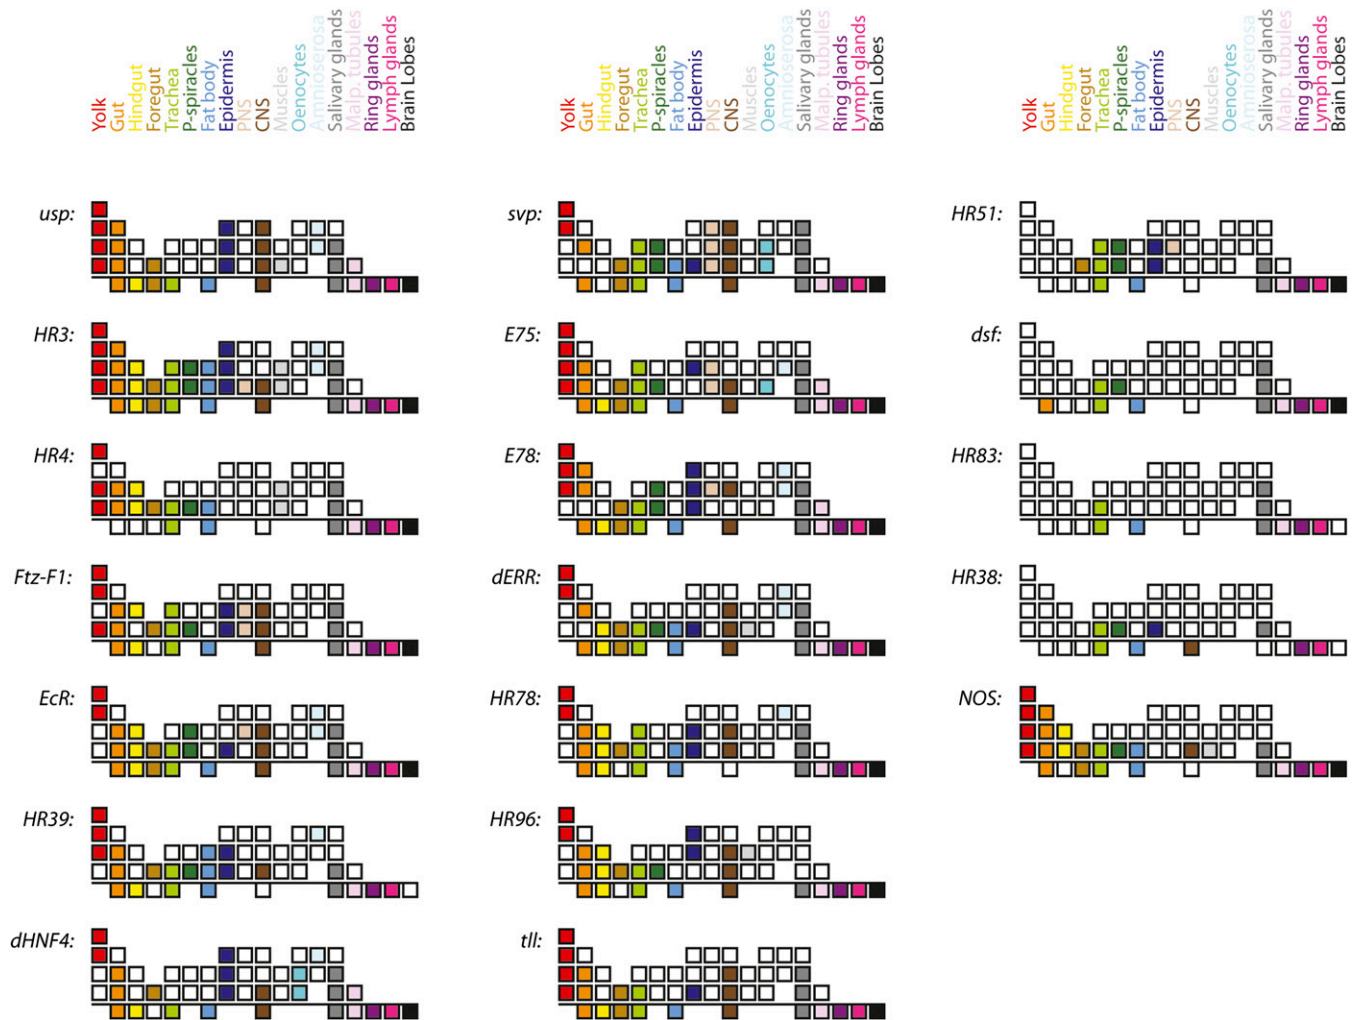 Yolk
Gut
Hindgut
Foregut
Trachea
P-spiracles
Fat body
Epidermis
PNS
CNS
Muscles
Oenocytes
Amnioserosa
Salivary glands
Malp. tubules
Ring glands
Lymph glands
Brain Lobes
usp:
HR3:
HR4:
Ftz-F1:
EcR:
HR39:
dHNF4:
Yolk
Gut
Hindgut
Foregut
Trachea
P-spiracles
Fat body
Epidermis
PNS
CNS
Muscles
Oenocytes
Amnioserosa
Salivary glands
Malp. tubules
Ring glands
Lymph glands
Brain Lobes
svp:
E75:
E78:
dERR:
HR78:
HR96:
tll:
Yolk
Gut
Hindgut
Foregut
Trachea
P-spiracles
Fat body
Epidermis
PNS
CNS
Muscles
Oenocytes
Amnioserosa
Salivary glands
Malp. tubules
Ring glands
Lymph glands
Brain Lobes
HR51:
dsf:
HR83:
HR38:
NOS: